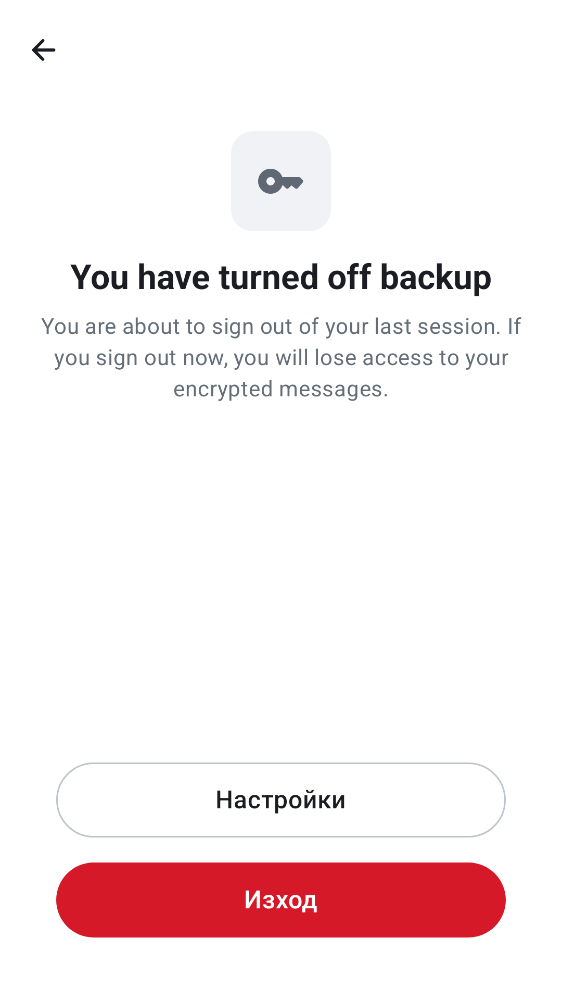 You have turned off backup
You are about to sign out of your last session. If
you sign out now, you will lose access to your
encrypted messages.
Настройки
Изход